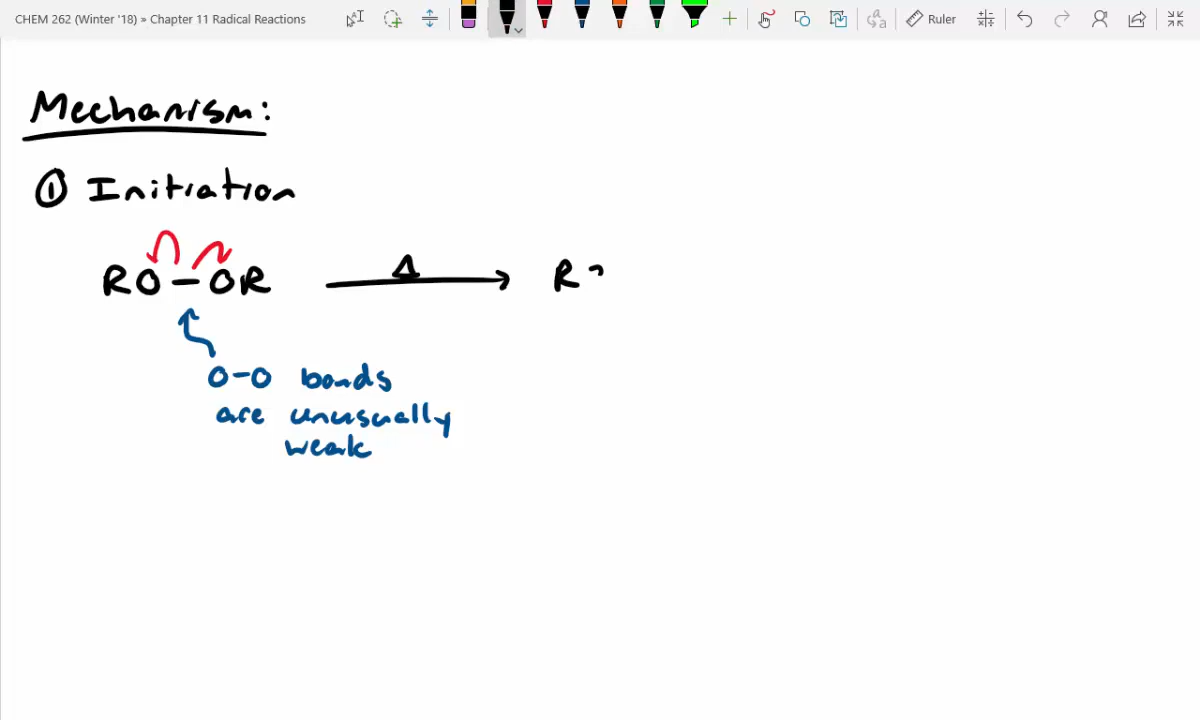 CHEM 262 (Winter '18) » Chapter 11 Radical Reactions
Ruler
Mechanism:
① Initiation
RO–OR Δ R
O–O bonds
are unusually
weak